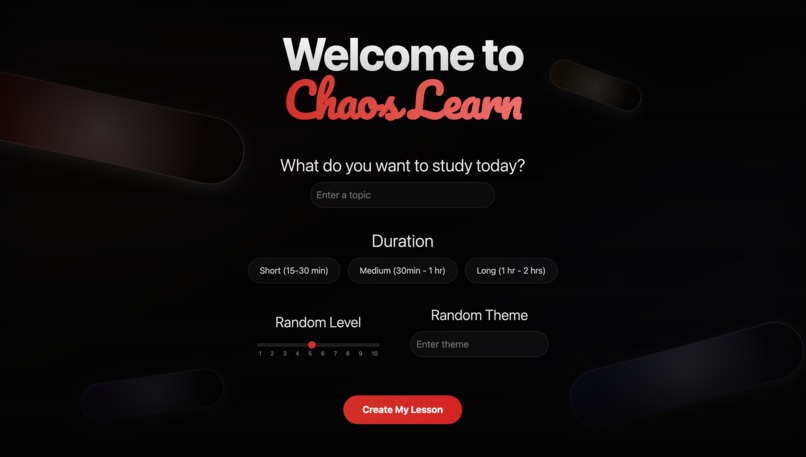 Welcome to
Chaos Learn
What do you want to study today?
Enter a topic
Duration
Short (15-30 min) Medium (30min - 1 hr) Long (1 hr - 2 hrs)
Random Level
1 2 3 4 5 6 7 8 9 10
Random Theme
Enter theme
Create My Lesson